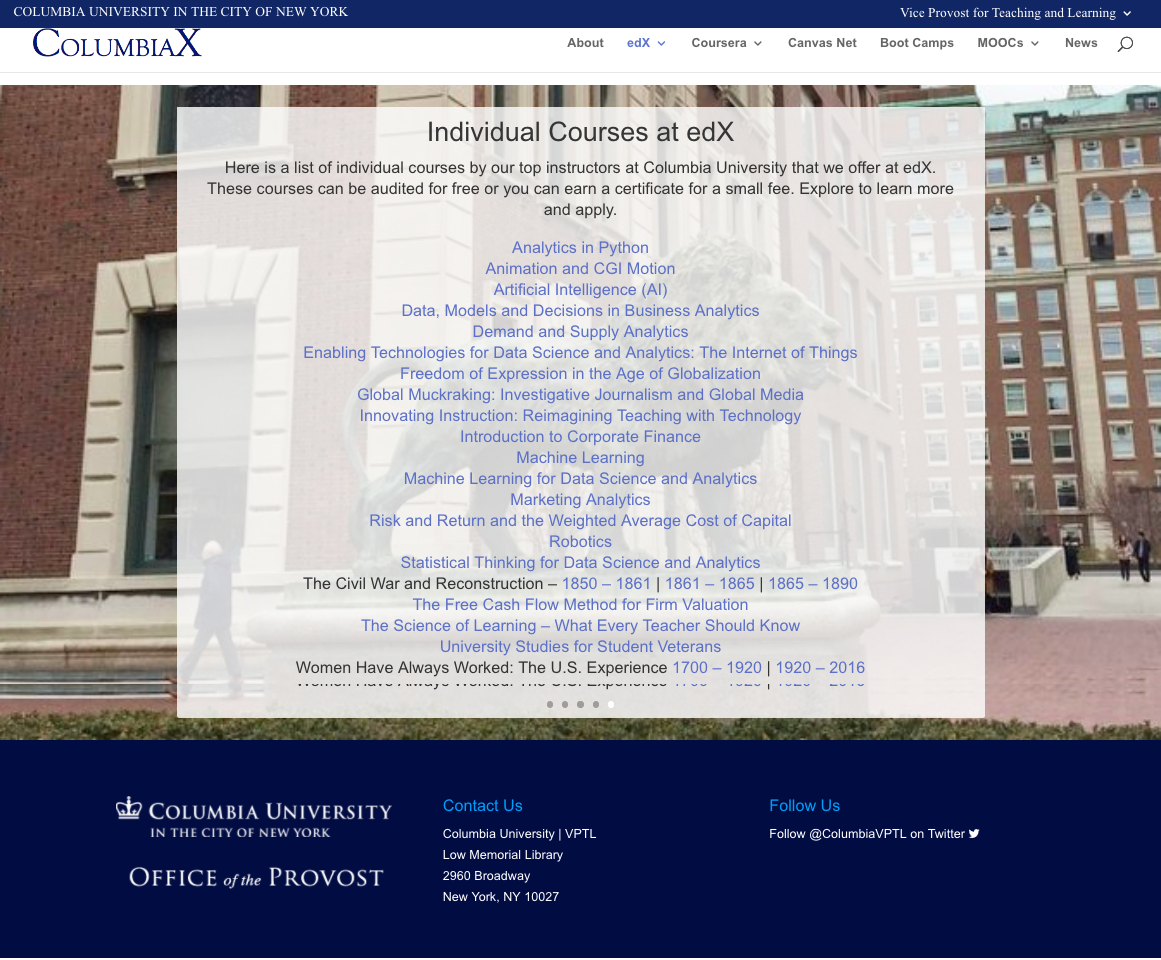 COLUMBIA UNIVERSITY IN THE CITY OF NEW YORK
Vice Provost for Teaching and Learning
COLUMBIAX
About
edX
Coursera
Canvas Net
Boot Camps
MOOCs
News
Individual Courses at edX
Here is a list of individual courses by our top instructors at Columbia University that we offer at edX.
These courses can be audited for free or you can earn a certificate for a small fee. Explore to learn more
and apply.
Analytics in Python
Animation and CGI Motion
Artificial Intelligence (AI)
Data, Models and Decisions in Business Analytics
Demand and Supply Analytics
Enabling Technologies for Data Science and Analytics: The Internet of Things
Freedom of Expression in the Age of Globalization
Global Muckraking: Investigative Journalism and Global Media
Innovating Instruction: Reimagining Teaching with Technology
Introduction to Corporate Finance
Machine Learning
Machine Learning for Data Science and Analytics
Marketing Analytics
Risk and Return and the Weighted Average Cost of Capital
Robotics
Statistical Thinking for Data Science and Analytics
The Civil War and Reconstruction – 1850 – 1861 | 1861 – 1865 | 1865 – 1890
The Free Cash Flow Method for Firm Valuation
The Science of Learning – What Every Teacher Should Know
University Studies for Student Veterans
Women Have Always Worked: The U.S. Experience 1700 – 1920 | 1920 – 2016
COLUMBIA UNIVERSITY
IN THE CITY OF NEW YORK
OFFICE of the PROVOST
Contact Us
Columbia University | VPTL
Low Memorial Library
2960 Broadway
New York, NY 10027
Follow Us
Follow @ColumbiaVPTL on Twitter